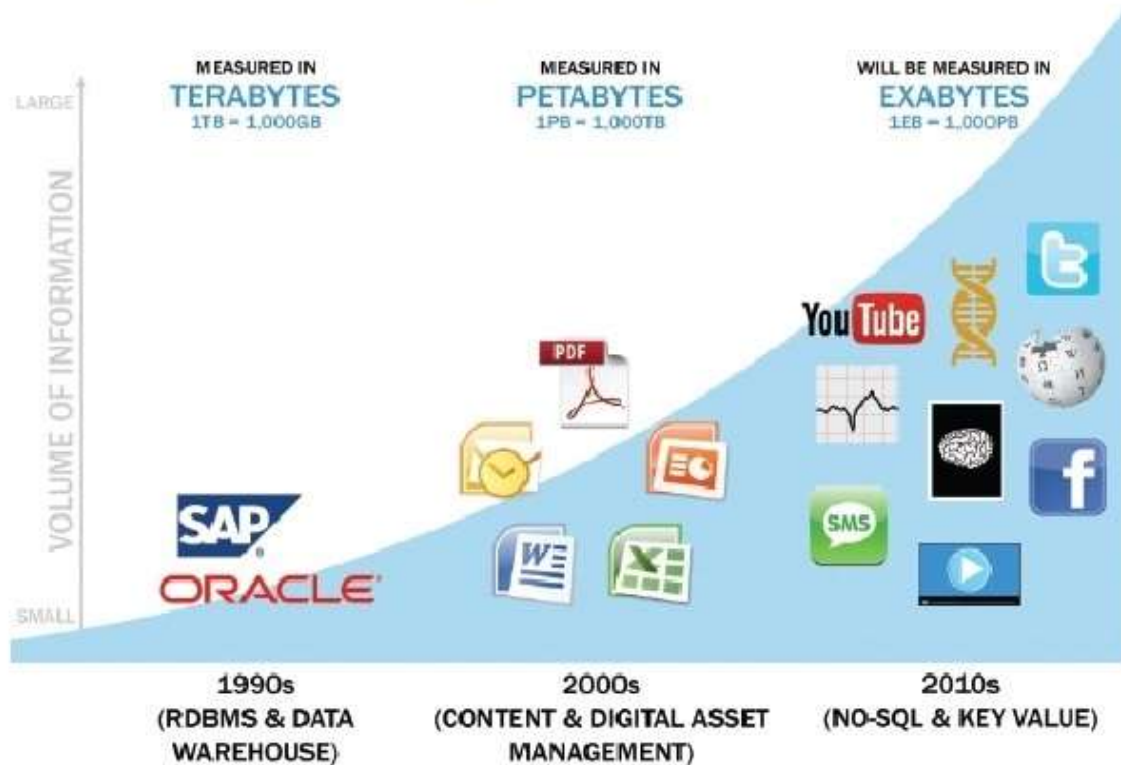 MEASURED IN
TERABYTES
1TB = 1,000GB
MEASURED IN
PETABYTES
1PB = 1,000TB
WILL BE MEASURED IN
EXABYTES
1EB = 1,000PB
LARGE
VOLUME OF INFORMATION
SMALL
SAP®
ORACLE®
PDF
W
X
YouTube
t
SMS
f
1990s
(RDBMS & DATA
WAREHOUSE)
2000s
(CONTENT & DIGITAL ASSET
MANAGEMENT)
2010s
(NO-SQL & KEY VALUE)